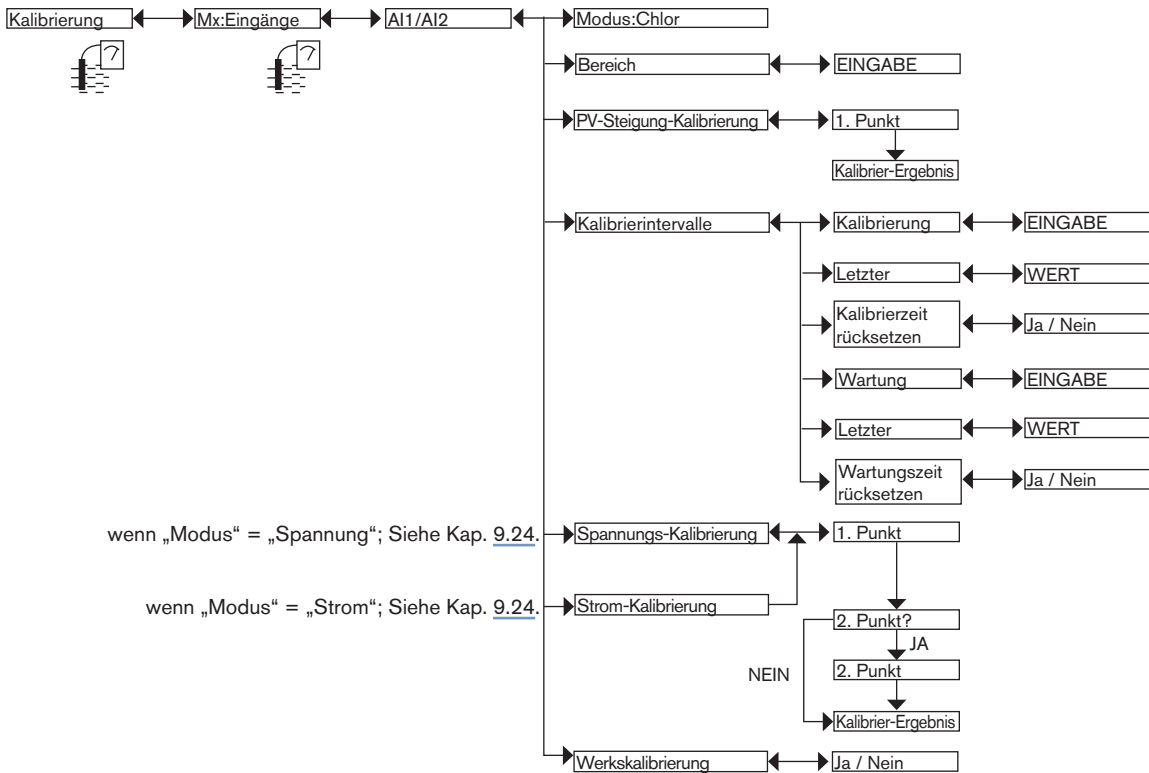 Kalibrierung
Mx:Eingänge
AI1/AI2
Modus:Chlor
Bereich
EINGABE
PV-Steigung-Kalibrierung
1. Punkt
Kalibrier-Ergebnis
Kalibrierintervalle
Kalibrierung
EINGABE
Letzter
WERT
Kalibrierzeit
rücksetzen
Ja / Nein
Wartung
EINGABE
Letzter
WERT
Wartungszeit
rücksetzen
Ja / Nein
wenn „Modus“ = „Spannung“; Siehe Kap. 9.24.
Spannungs-Kalibrierung
1. Punkt
wenn „Modus“ = „Strom“; Siehe Kap. 9.24.
Strom-Kalibrierung
2. Punkt?
JA
NEIN
2. Punkt
Kalibrier-Ergebnis
Werkskalibrierung
Ja / Nein